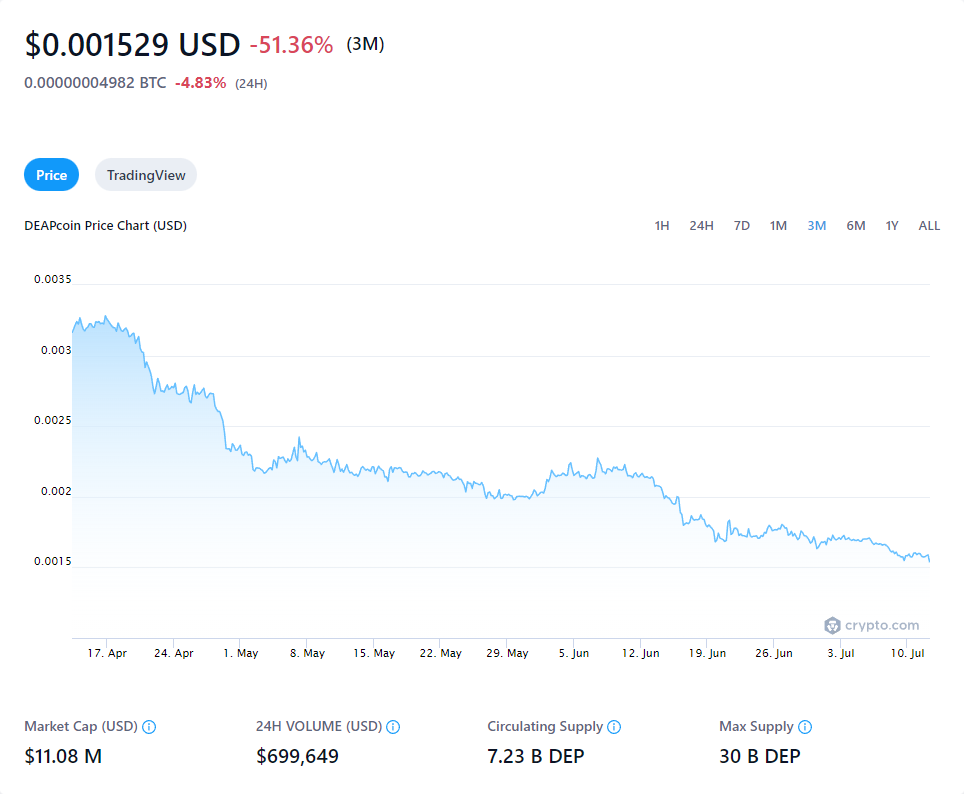 $0.001529 USD -51.36% (3M)
0.00000004982 BTC -4.83% (24H)
Price TradingView
DEAPcoin Price Chart (USD) 1H 24H 7D 1M 3M 6M 1Y ALL
0.0035
0.003
0.0025
0.002
0.0015
crypto.com
17. Apr 24. Apr 1. May 8. May 15. May 22. May 29. May 5. Jun 12. Jun 19. Jun 26. Jun 3. Jul 10. Jul
Market Cap (USD) 24H VOLUME (USD) Circulating Supply Max Supply
$11.08 M $699,649 7.23 B DEP 30 B DEP